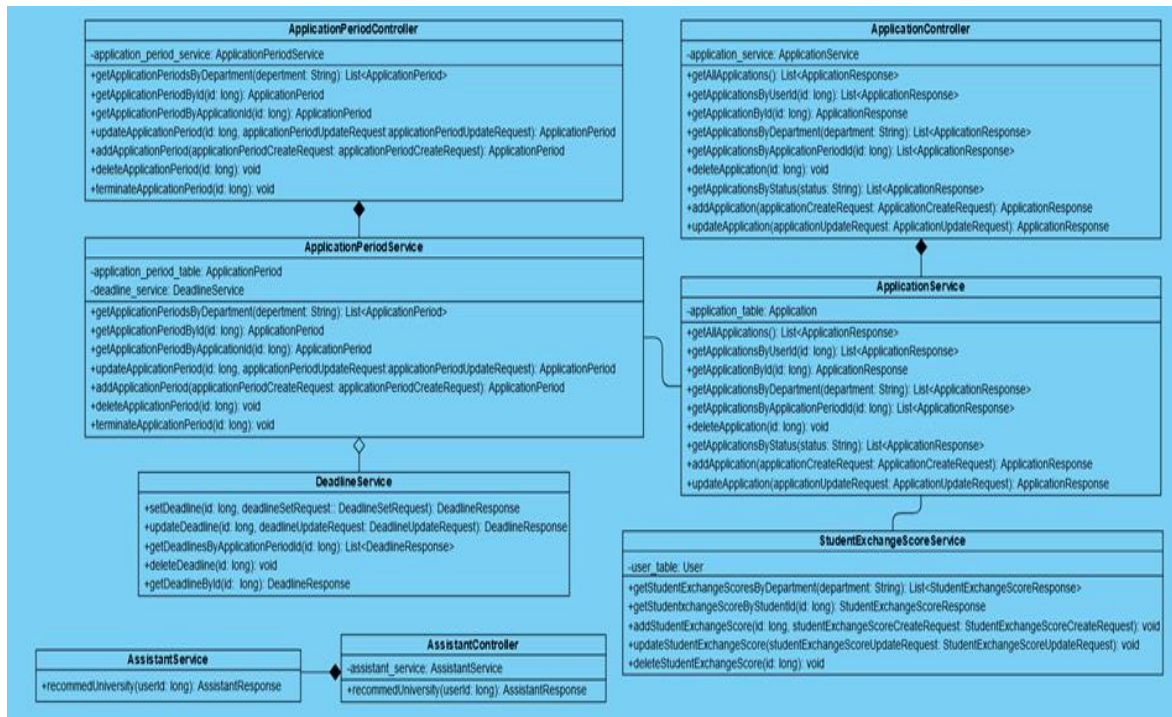 ApplicationPeriodController
-application_period_service: ApplicationPeriodService
+getApplicationPeriodsByDepartment(depertment: String): List<ApplicationPeriod>
+getApplicationPeriodById(id: long): ApplicationPeriod
+getApplicationPeriodByApplicationId(id: long): ApplicationPeriod
+updateApplicationPeriod(id: long, applicationPeriodUpdateRequest:applicationPeriodUpdateRequest): ApplicationPeriod
+addApplicationPeriod(applicationPeriodCreateRequest: applicationPeriodCreateRequest): ApplicationPeriod
+deleteApplicationPeriod(id: long): void
+terminateApplicationPeriod(id: long): void
ApplicationController
-application_service: ApplicationService
+getAllApplications(): List<ApplicationResponse>
+getApplicationsByUserId(id: long): List<ApplicationResponse>
+getApplicationById(id: long): ApplicationResponse
+getApplicationsByDepartment(department: String): List<ApplicationResponse>
+getApplicationsByApplicationPeriodId(id: long): List<ApplicationResponse>
+deleteApplication(id: long): void
+getApplicationsByStatus(status: String): List<ApplicationResponse>
+addApplication(applicationCreateRequest: ApplicationCreateRequest): ApplicationResponse
+updateApplication(applicationUpdateRequest: ApplicationUpdateRequest): ApplicationResponse
ApplicationPeriodService
-application_period_table: ApplicationPeriod
-deadline_service: DeadlineService
+getApplicationPeriodsByDepartment(depertment: String): List<ApplicationPeriod>
+getApplicationPeriodById(id: long): ApplicationPeriod
+getApplicationPeriodByApplicationId(id: long): ApplicationPeriod
+updateApplicationPeriod(id: long, applicationPeriodUpdateRequest:applicationPeriodUpdateRequest): ApplicationPeriod
+addApplicationPeriod(applicationPeriodCreateRequest: applicationPeriodCreateRequest): ApplicationPeriod
+deleteApplicationPeriod(id: long): void
+terminateApplicationPeriod(id: long): void
ApplicationService
-application_table: Application
+getAllApplications(): List<ApplicationResponse>
+getApplicationsByUserId(id: long): List<ApplicationResponse>
+getApplicationById(id: long): ApplicationResponse
+getApplicationsByDepartment(department: String): List<ApplicationResponse>
+getApplicationsByApplicationPeriodId(id: long): List<ApplicationResponse>
+deleteApplication(id: long): void
+getApplicationsByStatus(status: String): List<ApplicationResponse>
+addApplication(applicationCreateRequest: ApplicationCreateRequest): ApplicationResponse
+updateApplication(applicationUpdateRequest: ApplicationUpdateRequest): ApplicationResponse
DeadlineService
+setDeadline(id: long, deadlineSetRequest:: DeadlineSetRequest): DeadlineResponse
+updateDeadline(id: long, deadlineUpdateRequest: DeadlineUpdateRequest): DeadlineResponse
+getDeadlinesByApplicationPeriodId(id: long): List<DeadlineResponse>
+deleteDeadline(id: long): void
+getDeadlineById(id: long): DeadlineResponse
StudentExchangeScoreService
-user_table: User
+getStudentExchangeScoresByDepartment(department: String): List<StudentExchangeScoreResponse>
+getStudentxchangeScoreByStudentId(id: long): StudentExchangeScoreResponse
+addStudentExchangeScore(id: long, studentExchangeScoreCreateRequest: StudentExchangeScoreCreateRequest): void
+updateStudentExchangeScore(studentExchangeScoreUpdateRequest: StudentExchangeScoreUpdateRequest): void
+deleteStudentExchangeScore(id: long): void
AssistantService
+recommedUniversity(userId: long): AssistantResponse
AssistantController
-assistant_service: AssistantService
+recommedUniversity(userId: long): AssistantResponse